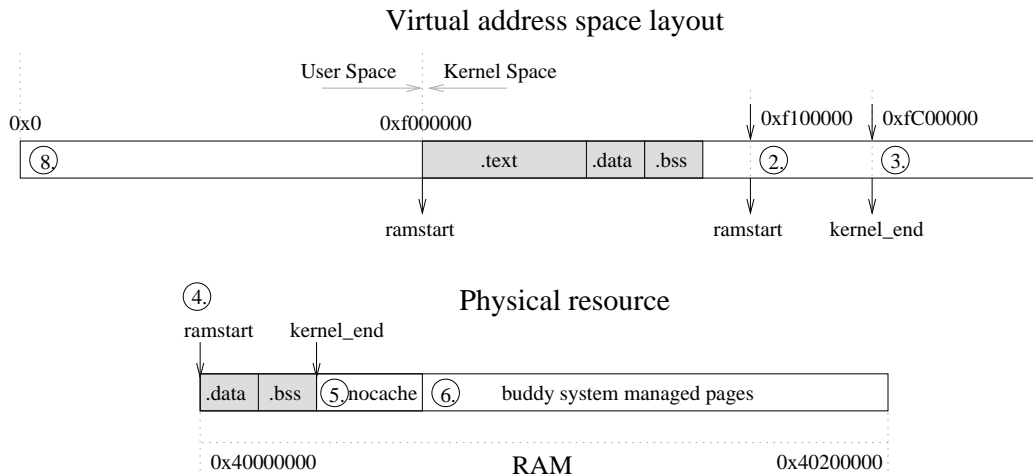 Virtual address space layout
User Space Kernel Space
0x0 0xf000000 0xf100000 0xfC00000
8. .text .data .bss 2. 3.
ramstart ramstart kernel_end
4. Physical resource
ramstart kernel_end
.data .bss 5. nocache 6. buddy system managed pages
0x40000000 RAM 0x40200000